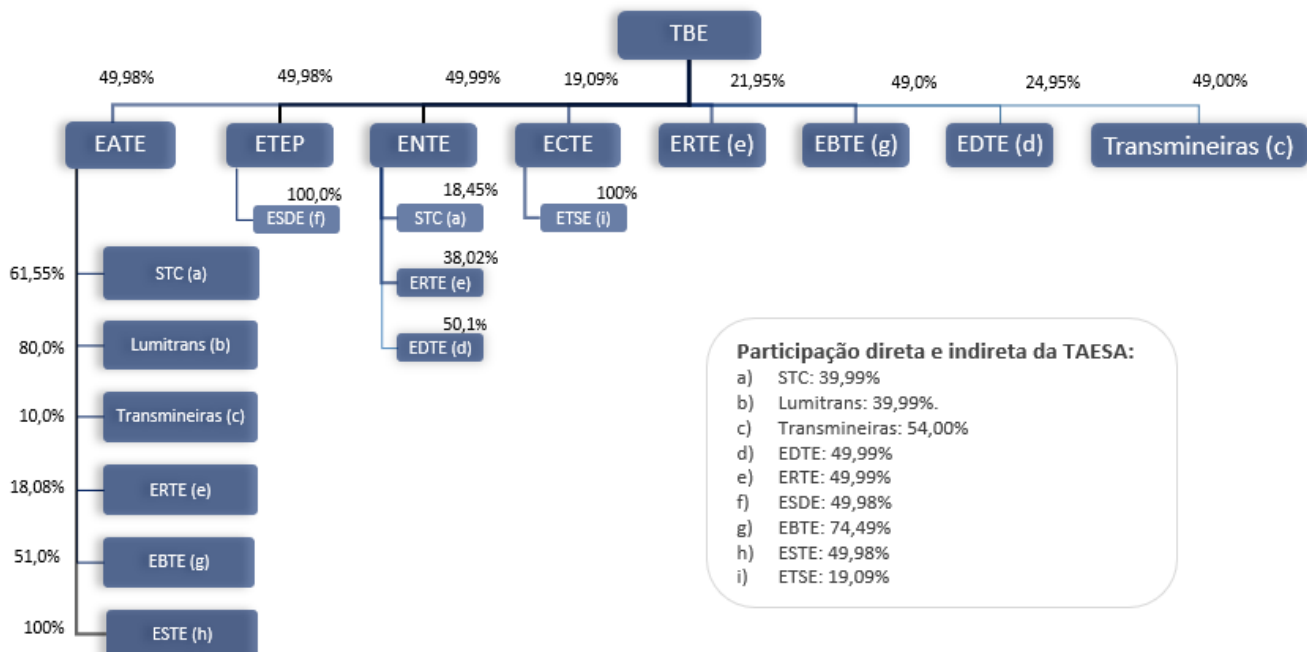 TBE
49,98%
49,98%
49,99%
19,09%
21,95%
49,0%
24,95%
49,00%
EATE
ETEP
ENTE
ECTE
ERTE (e)
EBTE (g)
EDTE (d)
Transmineiras (c)
100,0%
ESDE (f)
18,45%
STC (a)
100%
ETSE (i)
38,02%
ERTE (e)
50,1%
EDTE (d)
61,55%
STC (a)
80,0%
Lumitrans (b)
10,0%
Transmineiras (c)
18,08%
ERTE (e)
51,0%
EBTE (g)
100%
ESTE (h)
Participação direta e indireta da TAESA:
a) STC: 39,99%
b) Lumitrans: 39,99%.
c) Transmineiras: 54,00%
d) EDTE: 49,99%
e) ERTE: 49,99%
f) ESDE: 49,98%
g) EBTE: 74,49%
h) ESTE: 49,98%
i) ETSE: 19,09%